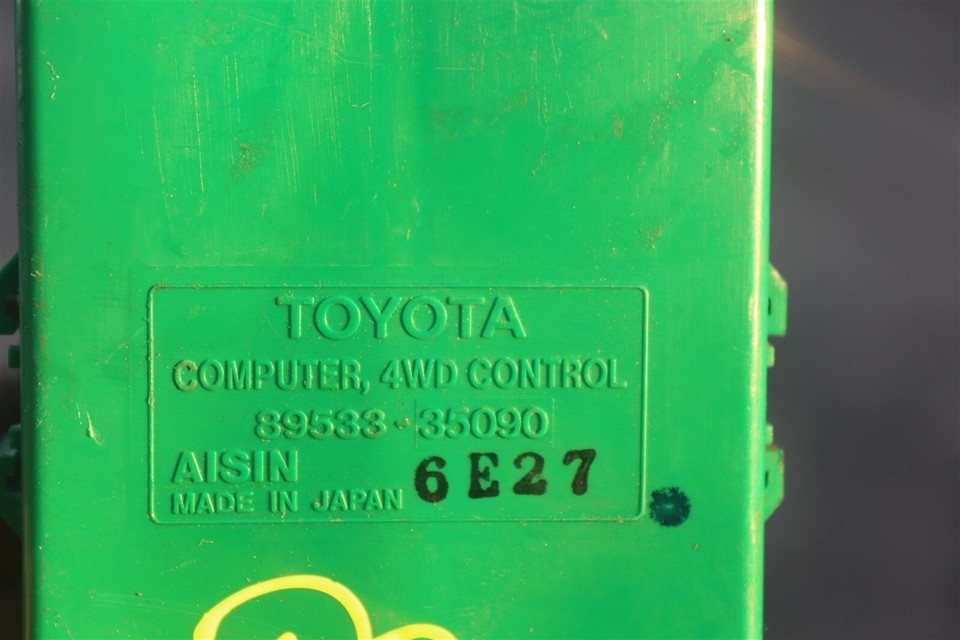 TOYOTA
COMPUTER, 4WD CONTROL
89533-35090
AISIN 6E27
MADE IN JAPAN